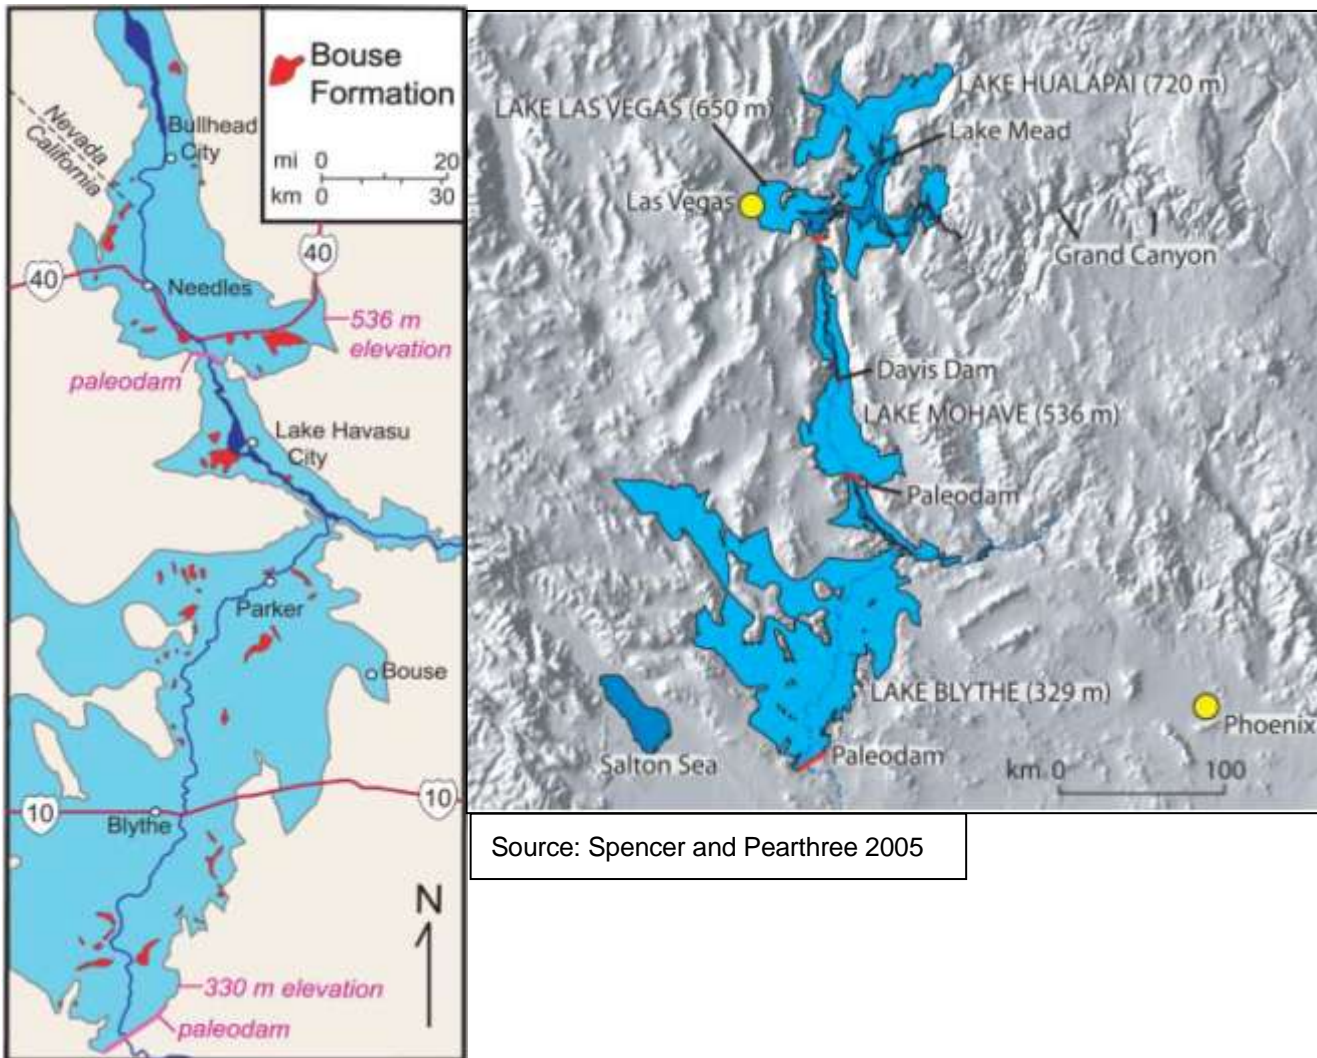 Bouse
Formation
mi 0 20
km 0 30
Nevada
California
Bullhead
City
40
40
Needles
536 m
elevation
paleodam
Lake Havasu
City
Parker
Bouse
10
10
Blythe
N
330 m elevation
paleodam
LAKE HUALAPAI (720 m)
LAKE LAS VEGAS (650 m)
Lake Mead
Las Vegas
Grand Canyon
Davis Dam
LAKE MOHAVE (536 m)
Paleodam
LAKE BLYTHE (329 m)
Phoenix
Salton Sea
Paleodam
km 0 100
Source: Spencer and Pearthree 2005